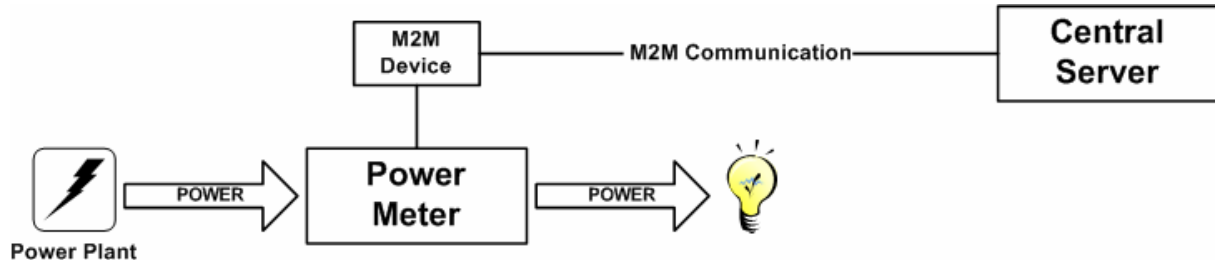 M2M
Device
M2M Communication
Central
Server
POWER
Power
Meter
POWER
Power Plant